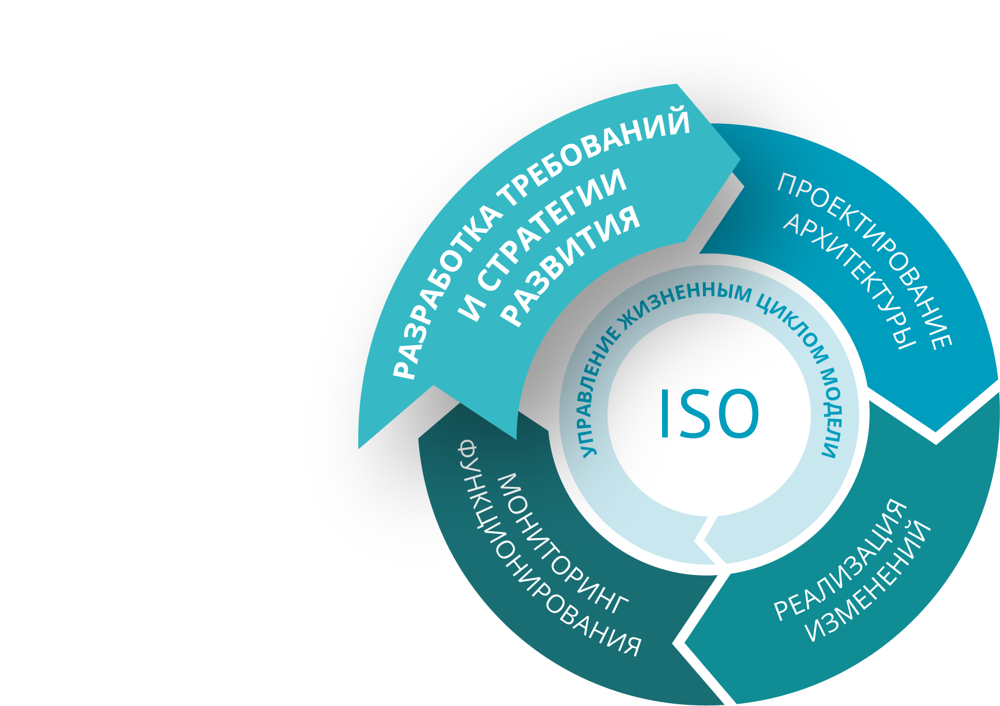 РАЗРАБОТКА ТРЕБОВАНИЙ
И СТРАТЕГИИ
РАЗВИТИЯ
ПРОЕКТИРОВАНИЕ
АРХИТЕКТУРЫ
РЕАЛИЗАЦИЯ
ИЗМЕНЕНИЙ
МОНИТОРИНГ
ФУНКЦИОНИРОВАНИЯ
УПРАВЛЕНИЕ ЖИЗНЕННЫМ ЦИКЛОМ МОДЕЛИ
ISO